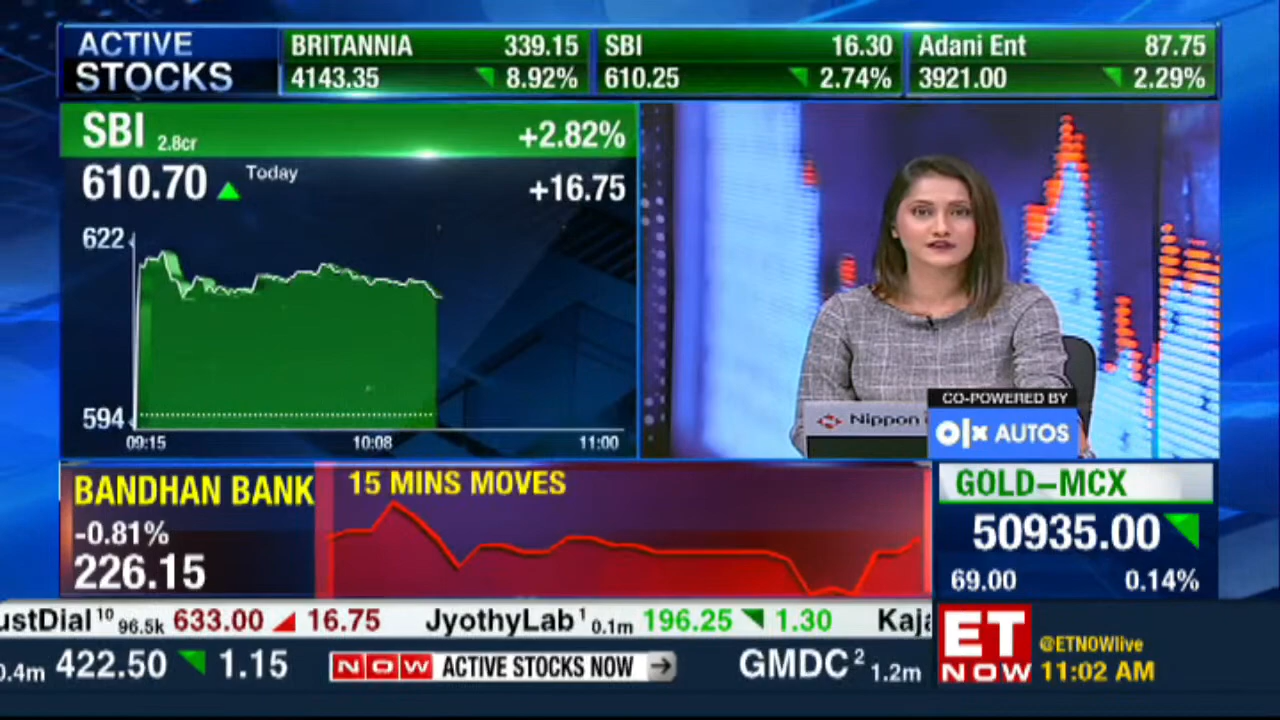 ACTIVE
STOCKS
BRITANNIA 339.15
4143.35 8.92%
SBI 16.30
610.25 2.74%
Adani Ent 87.75
3921.00 2.29%
SBI 2.8cr +2.82%
610.70 Today +16.75
622
594
09:15 10:08 11:00
Nippon
CO-POWERED BY
olx AUTOS
BANDHAN BANK
-0.81%
226.15
15 MINS MOVES
GOLD-MCX
50935.00
69.00 0.14%
ustDial 10 96.5k 633.00 16.75 JyothyLab 1 0.1m 196.25 1.30 Kaja
0.4m 422.50 1.15 NOW ACTIVE STOCKS NOW GMDC 2 1.2m
ET
NOW
@ETNOWlive
11:02 AM